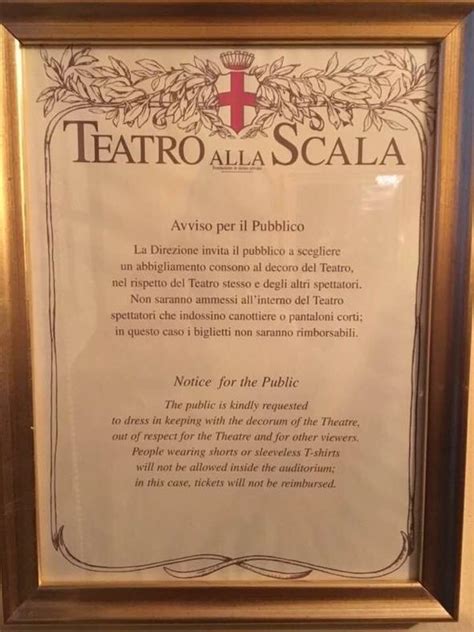 TEATRO ALLA SCALA
Avviso per il Pubblico
La Direzione invita il pubblico a scegliere
un abbigliamento consono al decoro del Teatro,
nel rispetto del Teatro stesso e degli altri spettatori.
Non saranno ammessi all'interno del Teatro
spettatori che indossino canottiere o pantaloni corti;
in questo caso i biglietti non saranno rimborsabili.
Notice for the Public
The public is kindly requested
to dress in keeping with the decorum of the Theatre,
out of respect for the Theatre and for other viewers.
People wearing shorts or sleeveless T-shirts
will not be allowed inside the auditorium;
in this case, tickets will not be reimbursed.